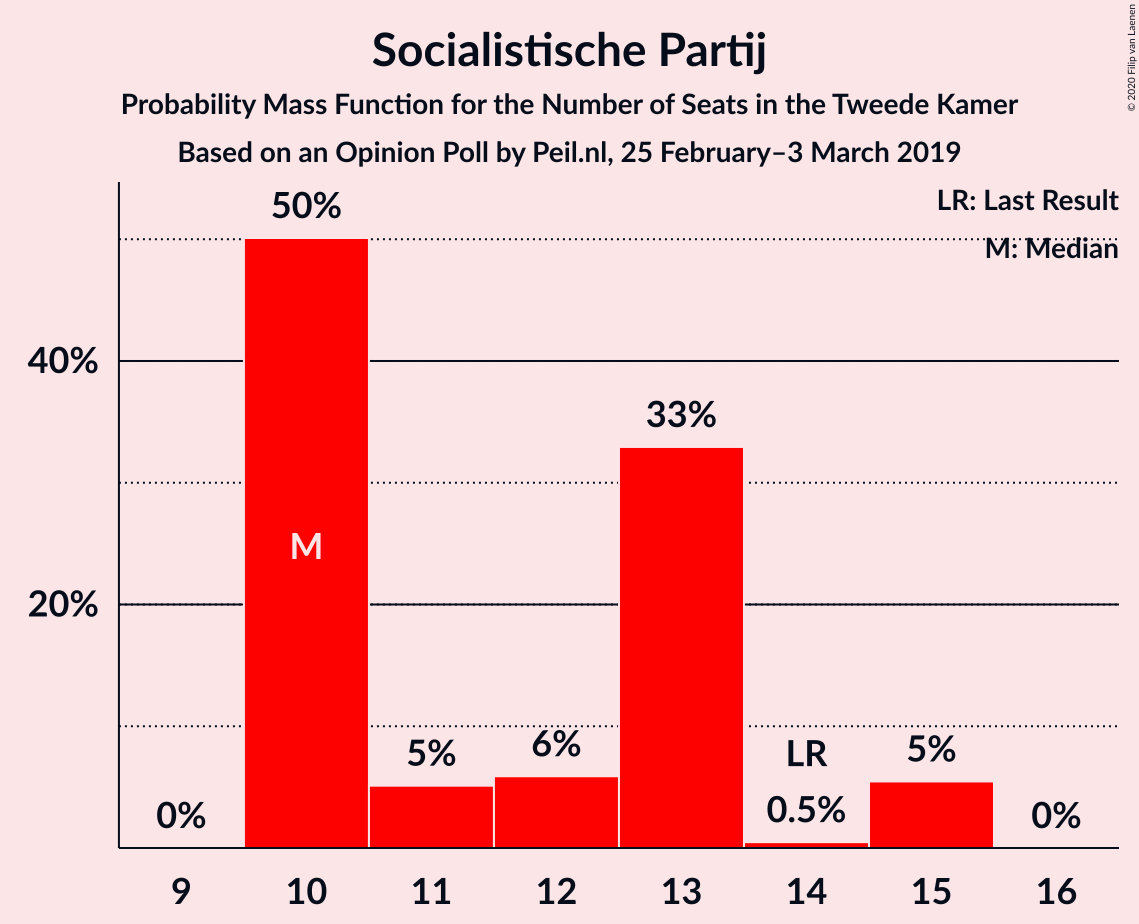 Socialistische Partij
Probability Mass Function for the Number of Seats in the Tweede Kamer
Based on an Opinion Poll by Peil.nl, 25 February–3 March 2019
© 2020 Filip van Laenen
LR: Last Result
M: Median
50%
40%
33%
M
20%
5%
6%
LR
5%
0%
0.5%
0%
9 10 11 12 13 14 15 16